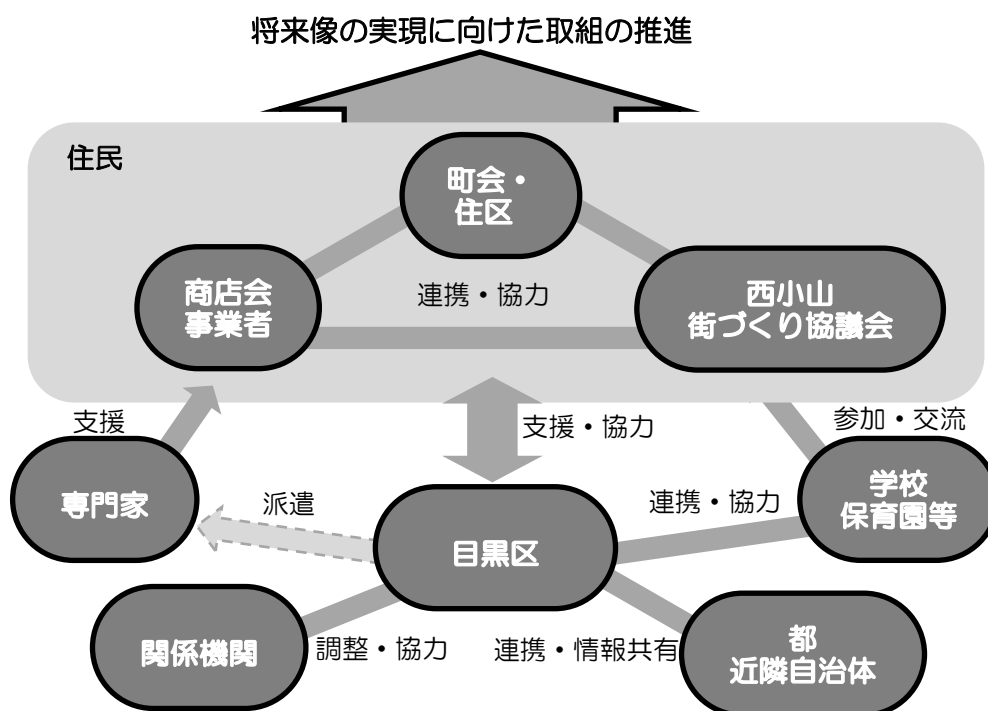 将来像の実現に向けた取組の推進
住民
町会・
住区
商店会
事業者
連携・協力
西小山
街づくり協議会
支援
支援・協力
参加・交流
専門家
派遣
連携・協力
学校
保育園等
目黒区
関係機関
調整・協力
連携・情報共有
都
近隣自治体